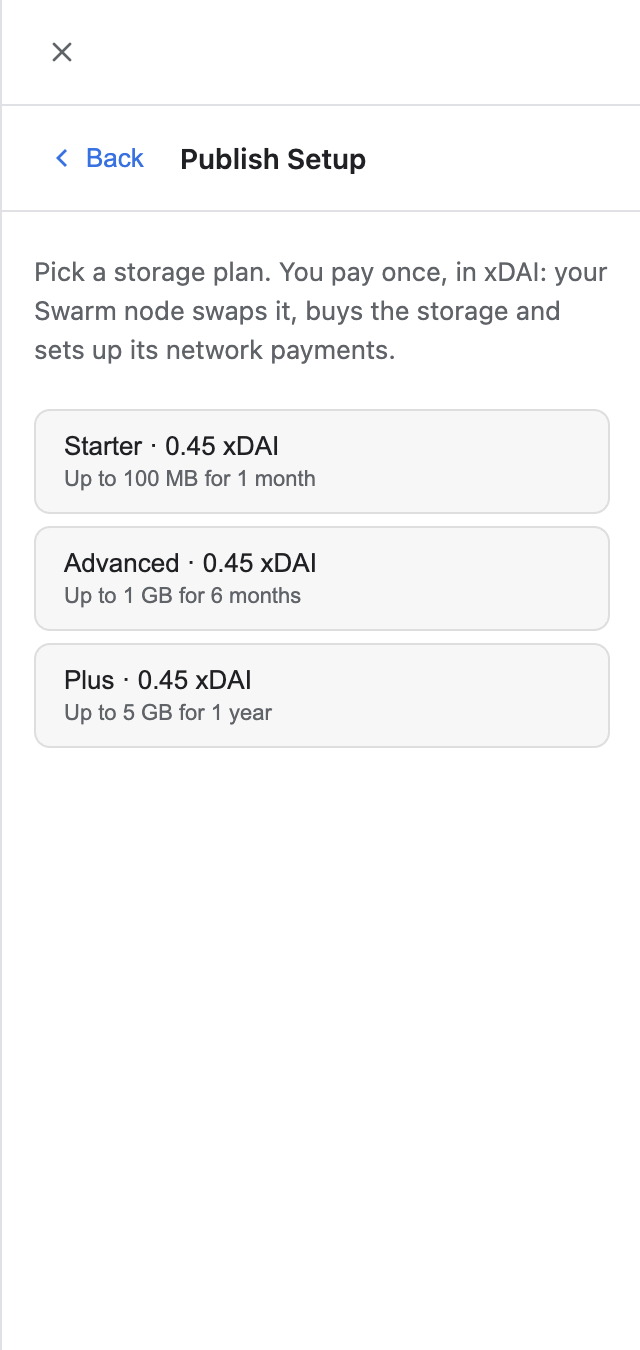 Back
Publish Setup
Pick a storage plan. You pay once, in xDAI: your
Swarm node swaps it, buys the storage and
sets up its network payments.
Starter · 0.45 xDAI
Up to 100 MB for 1 month
Advanced · 0.45 xDAI
Up to 1 GB for 6 months
Plus · 0.45 xDAI
Up to 5 GB for 1 year